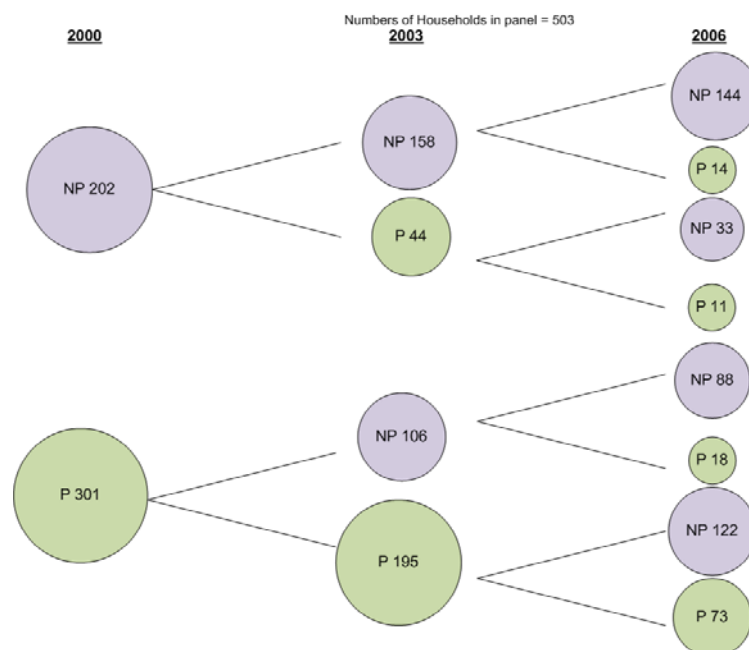 Numbers of Households in panel = 503
2000
2003
2006
NP 202
NP 158
NP 144
P 14
P 44
NP 33
P 11
P 301
NP 106
NP 88
P 18
P 195
NP 122
P 73